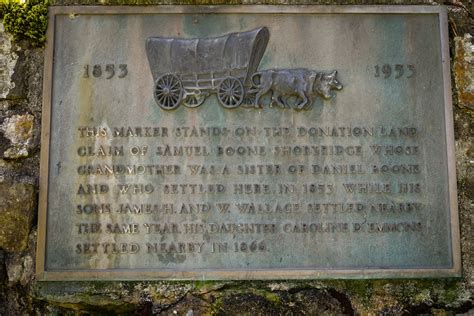 1853 1953
THIS MARKER STANDS ON THE DONATION LAND
CLAIM OF SAMUEL BOONE SHORTRIDGE WHOSE
GRANDMOTHER WAS A SISTER OF DANIEL BOONE
AND WHO SETTLED HERE IN 1853 WHILE HIS
SONS JAMES H. AND W. WALLACE SETTLED NEARBY
THE SAME YEAR. HIS DAUGHTER CAROLINE P. EMMONS
SETTLED NEARBY IN 1866